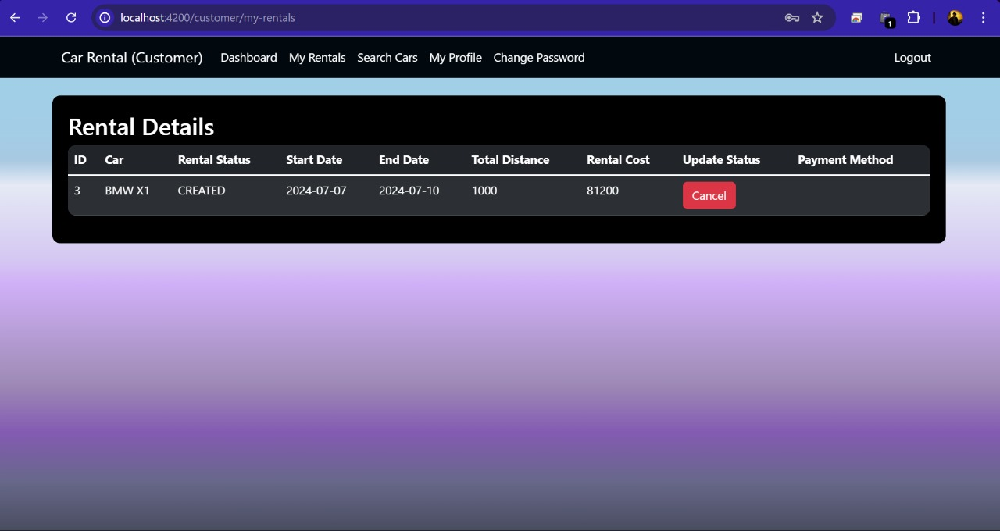 localhost:4200/customer/my-rentals
1
Car Rental (Customer) Dashboard My Rentals Search Cars My Profile Change Password Logout
Rental Details
ID Car Rental Status Start Date End Date Total Distance Rental Cost Update Status Payment Method
3 BMW X1 CREATED 2024-07-07 2024-07-10 1000 81200 Cancel